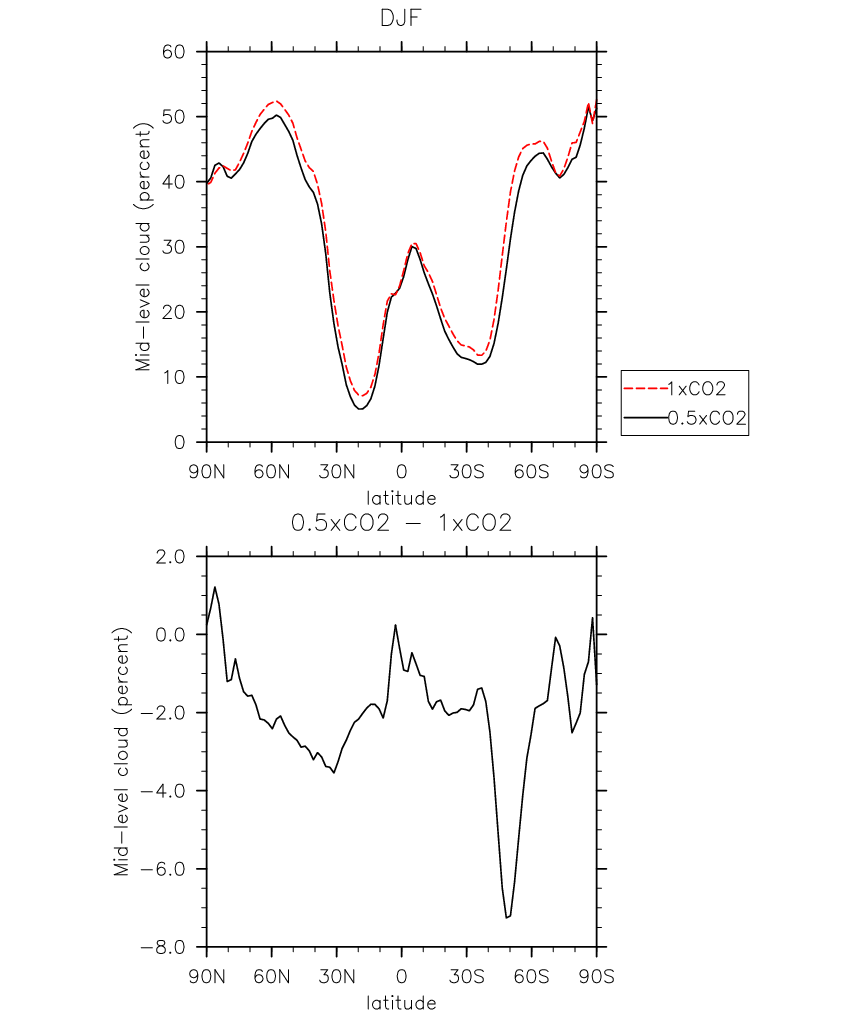 DJF
60
50
40
30
20
10
0
Mid-level cloud (percent)
90N 60N 30N 0 30S 60S 90S
latitude
1xCO2
0.5xCO2
0.5xCO2 - 1xCO2
2.0
0.0
-2.0
-4.0
-6.0
-8.0
Mid-level cloud (percent)
90N 60N 30N 0 30S 60S 90S
latitude